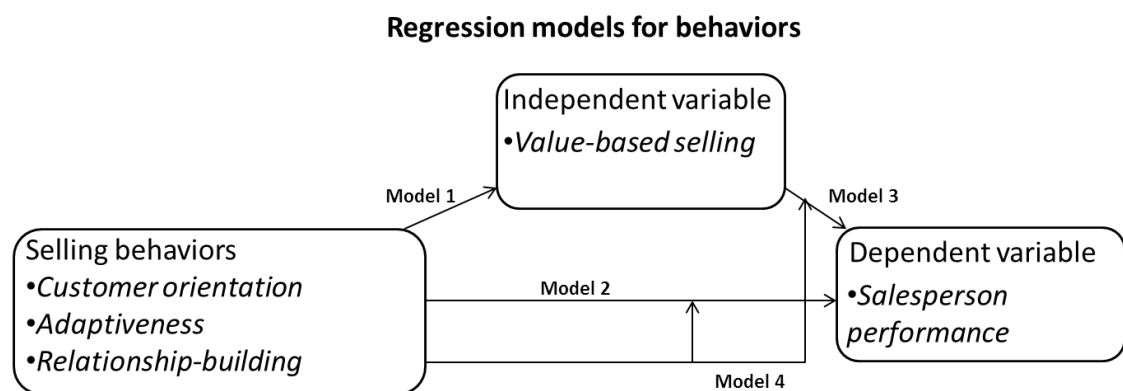 Regression models for behaviors
Independent variable
•Value-based selling
Model 1
Model 3
Selling behaviors
•Customer orientation
•Adaptiveness
•Relationship-building
Model 2
Dependent variable
•Salesperson
performance
Model 4